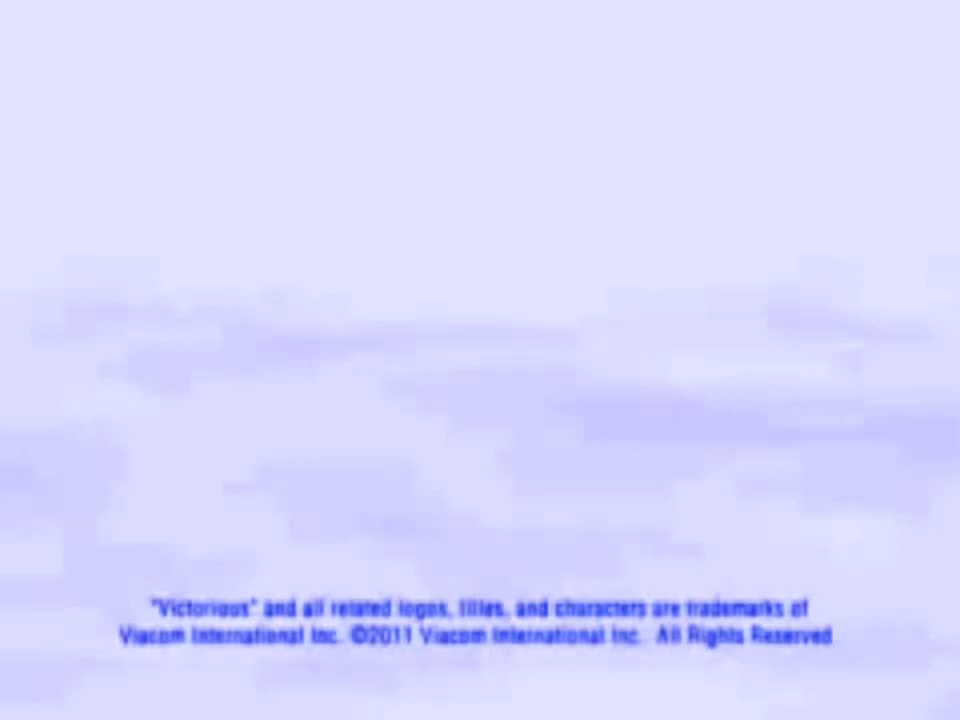 "Victorious" and all related logos, titles, and characters are trademarks of
Viacom International Inc. ©2011 Viacom International Inc. All Rights Reserved